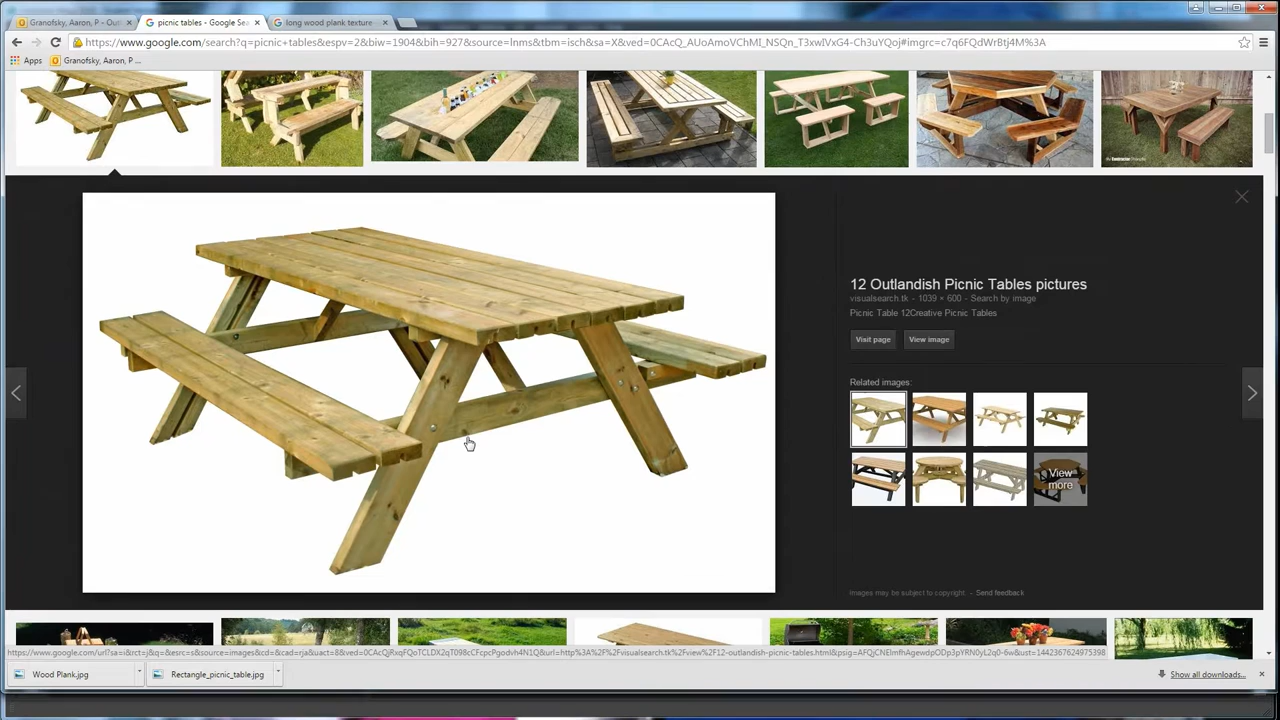 Granofsky, Aaron, P - Out
picnic tables - Google Sea
long wood plank texture
https://www.google.com/search?q=picnic+tables&espv=2&biw=1904&bih=927&source=lnms&tbm=isch&sa=X&ved=0CAcQ_AUoAmoVChMI_NSQn_T3xwIVxG4-Ch3uYQoj#imgrc=c7q6FQdWrBtj4M%3A
Apps
Granofsky, Aaron, P ...
12 Outlandish Picnic Tables pictures
visualsearch.tk - 1039 × 600 - Search by image
Picnic Table 12Creative Picnic Tables
Visit page
View image
Related images:
View more
Images may be subject to copyright. - Send feedback
Wood Plank.jpg
Rectangle_picnic_table.jpg
Show all downloads...